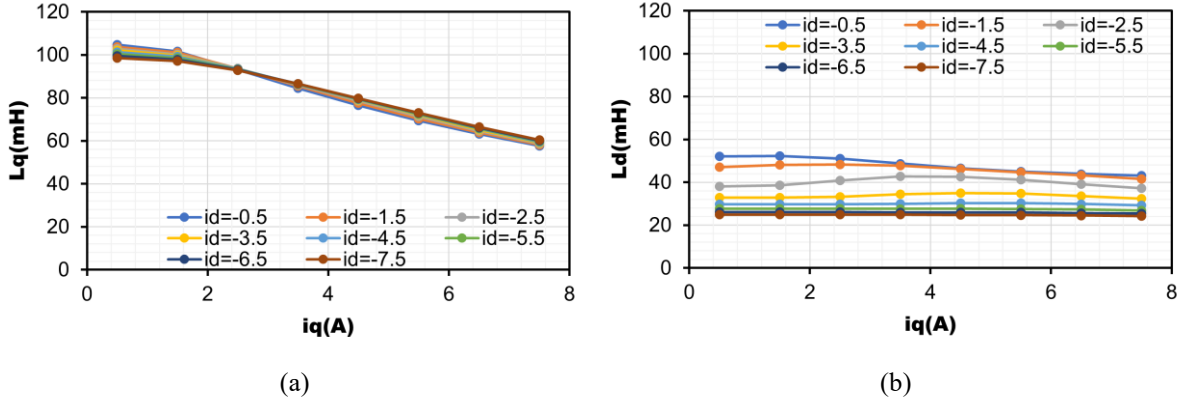 120
100
80
60
40
20
0
Lq(mH)
id=-0.5 id=-1.5 id=-2.5
id=-3.5 id=-4.5 id=-5.5
id=-6.5 id=-7.5
0 2 4 6 8
iq(A)
(a)
120
100
80
60
40
20
0
Ld(mH)
id=-0.5 id=-1.5 id=-2.5
id=-3.5 id=-4.5 id=-5.5
id=-6.5 id=-7.5
0 2 4 6 8
iq(A)
(b)